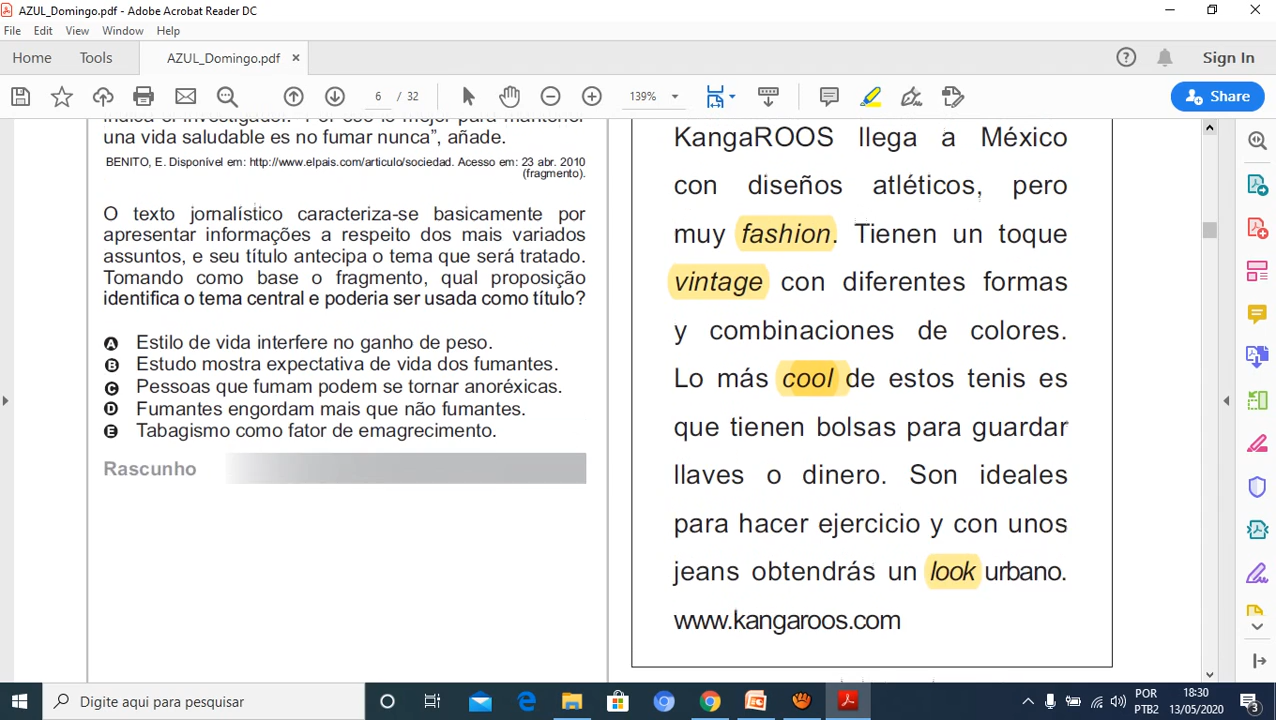 AZUL_Domingo.pdf - Adobe Acrobat Reader DC
File Edit View Window Help
Home Tools AZUL_Domingo.pdf × Sign In
6 / 32 139% Share
indica o investigador. "Por eso lo mejor para mantener
una vida saludable es no fumar nunca”, añade.
BENITO, E. Disponível em: http://www.elpais.com/articulo/sociedad. Acesso em: 23 abr. 2010
(fragmento).
O texto jornalístico caracteriza-se basicamente por
apresentar informações a respeito dos mais variados
assuntos, e seu título antecipa o tema que será tratado.
Tomando como base o fragmento, qual proposição
identifica o tema central e poderia ser usada como título?
A Estilo de vida interfere no ganho de peso.
B Estudo mostra expectativa de vida dos fumantes.
C Pessoas que fumam podem se tornar anoréxicas.
D Fumantes engordam mais que não fumantes.
E Tabagismo como fator de emagrecimento.
Rascunho
KangaROOS llega a México
con diseños atléticos, pero
muy fashion. Tienen un toque
vintage con diferentes formas
y combinaciones de colores.
Lo más cool de estos tenis es
que tienen bolsas para guardar
llaves o dinero. Son ideales
para hacer ejercicio y con unos
jeans obtendrás un look urbano.
www.kangaroos.com
Digite aqui para pesquisar
POR
PTB2
18:30
13/05/2020
3